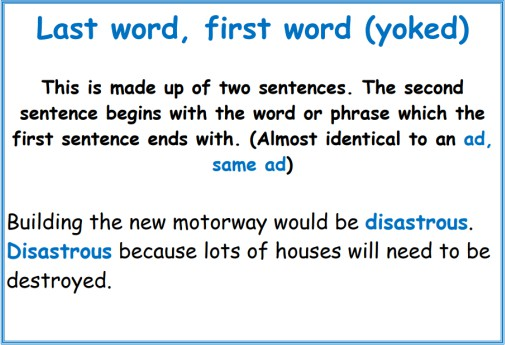 Last word, first word (yoked)
This is made up of two sentences. The second
sentence begins with the word or phrase which the
first sentence ends with. (Almost identical to an ad,
same ad)
Building the new motorway would be disastrous.
Disastrous because lots of houses will need to be
destroyed.